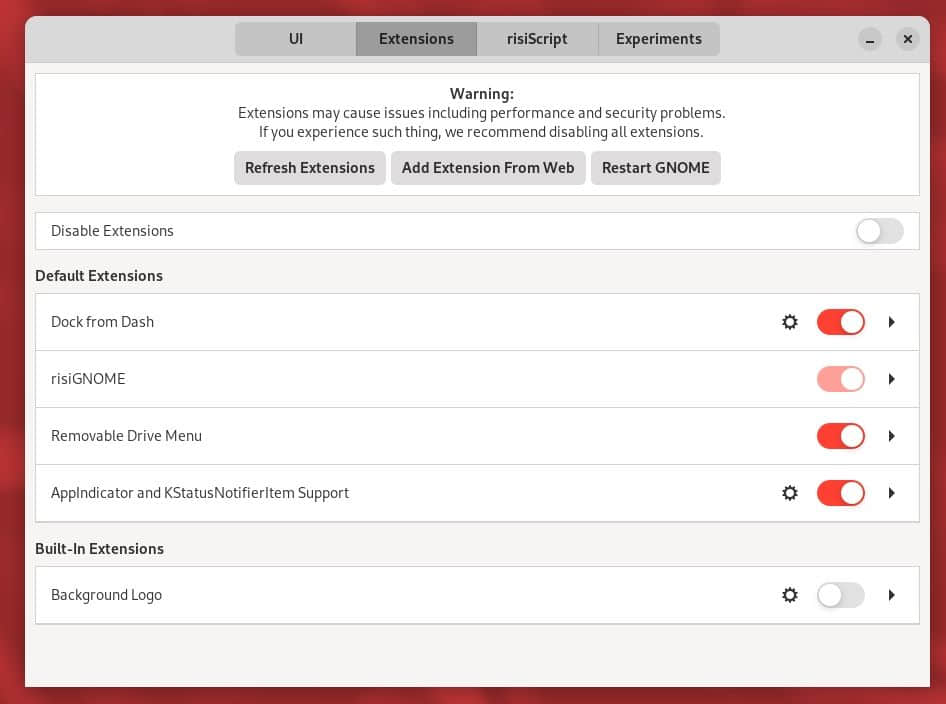 UI Extensions risiScript Experiments
Warning:
Extensions may cause issues including performance and security problems.
If you experience such thing, we recommend disabling all extensions.
Refresh Extensions Add Extension From Web Restart GNOME
Disable Extensions
Default Extensions
Dock from Dash
risiGNOME
Removable Drive Menu
AppIndicator and KStatusNotifierItem Support
Built-In Extensions
Background Logo